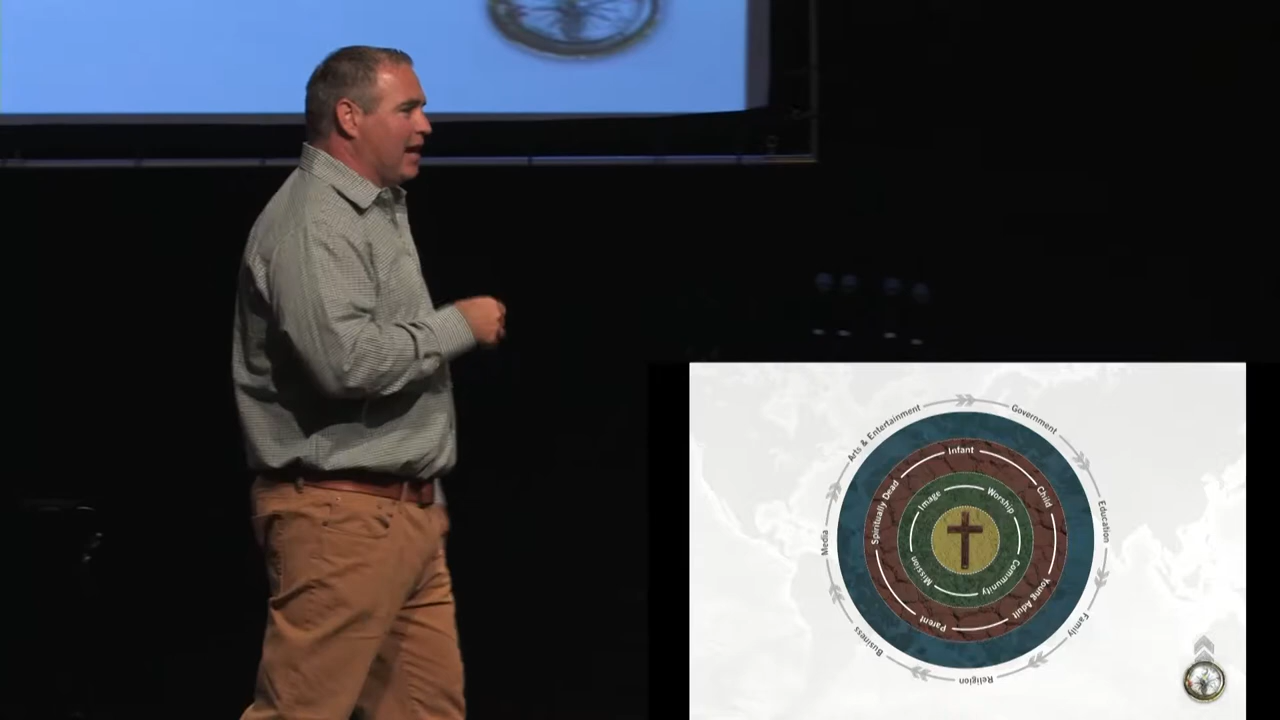 Government
Education
Family
Religion
Business
Media
Arts & Entertainment
Infant
Child
Young Adult
Parent
Spiritually Dead
Image
Worship
Community
Mission